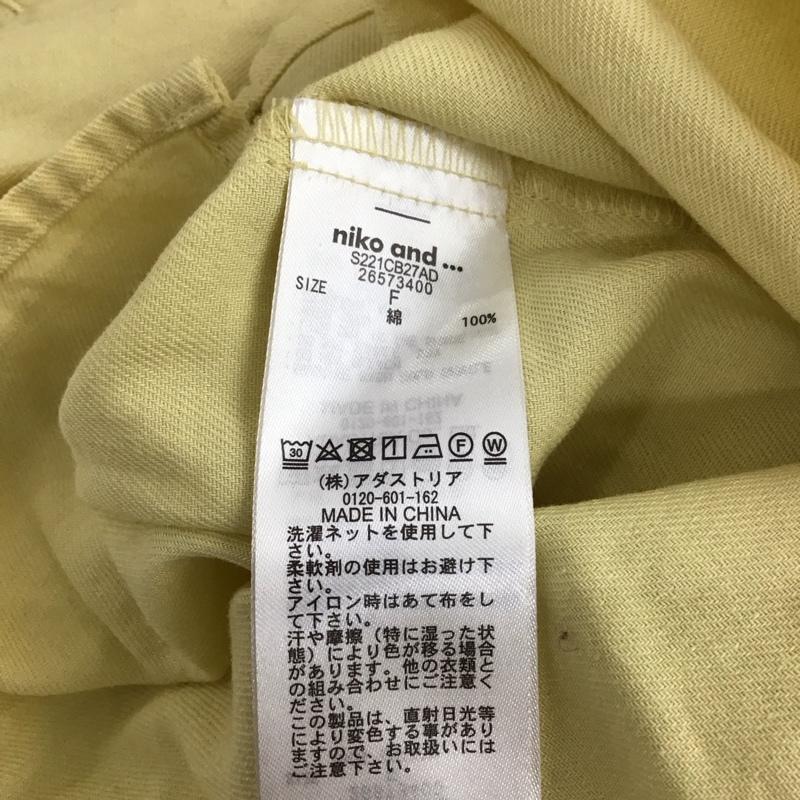 niko and ...
S221CB27AD
26573400
SIZE F
綿 100%
30 F W
(株)アダストリア
0120-601-162
MADE IN CHINA
洗濯ネットを使用して下
さい。
柔軟剤の使用はお避け下
さい。
アイロン時はあて布をし
て下さい。
汗や摩擦（特に湿った状
態）により色が移る場合
があります。他の衣類と
の組み合わせにご注意く
ださい。
この製品は、直射日光等
により変色する事があり
ますので、お取扱いには
ご注意下さい。